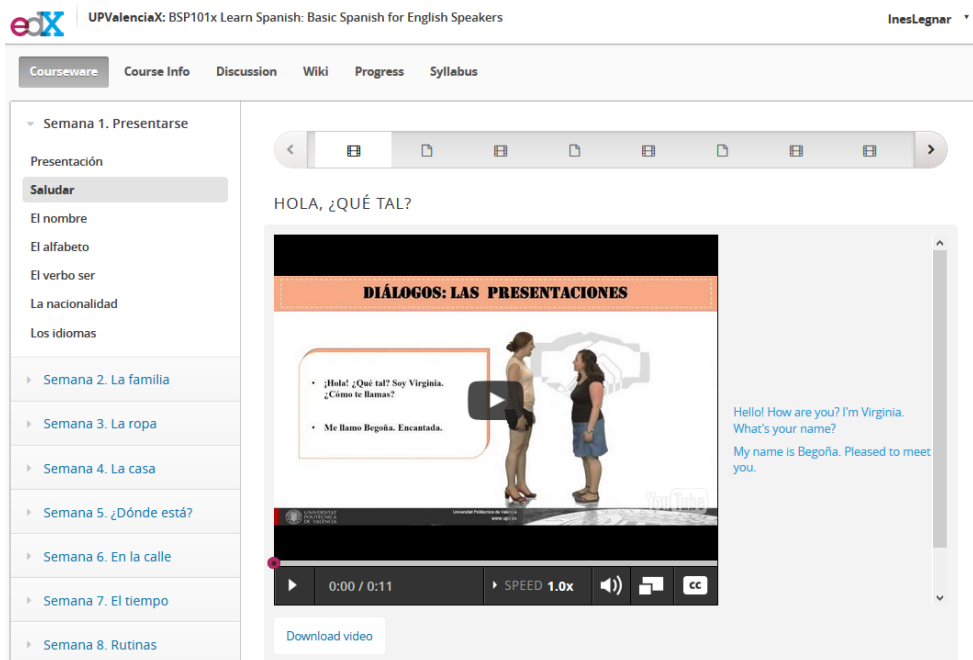 edX
UPValenciaX: BSP101x Learn Spanish: Basic Spanish for English Speakers
InesLegnar
Courseware
Course Info
Discussion
Wiki
Progress
Syllabus
Semana 1. Presentarse
Presentación
Saludar
El nombre
El alfabeto
El verbo ser
La nacionalidad
Los idiomas
Semana 2. La familia
Semana 3. La ropa
Semana 4. La casa
Semana 5. ¿Dónde está?
Semana 6. En la calle
Semana 7. El tiempo
Semana 8. Rutinas
HOLA, ¿QUÉ TAL?
DIÁLOGOS: LAS PRESENTACIONES
• ¡Hola! ¿Qué tal? Soy Virginia.
¿Cómo te llamas?
• Me llamo Begoña. Encantada.
YouTube
UNIVERSITAT
POLITÈCNICA
DE VALÈNCIA
Universitat Politècnica de València
www.upv.es
0:00 / 0:11
SPEED 1.0x
CC
Hello! How are you? I'm Virginia.
What's your name?
My name is Begoña. Pleased to meet
you.
Download video